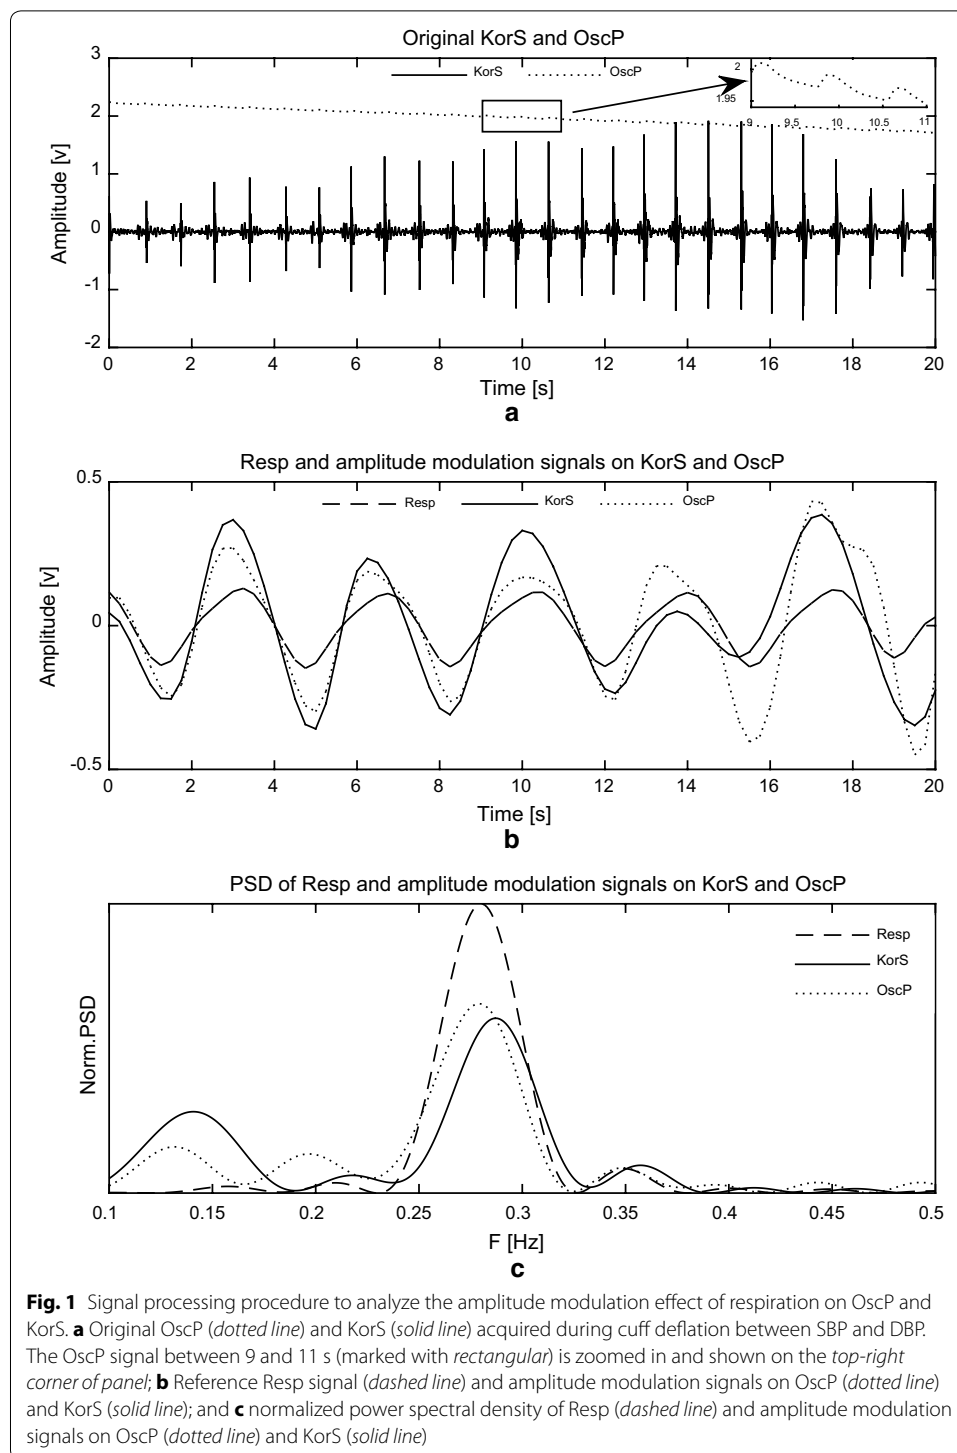 Original KorS and OscP
3
2
1
0
-1
-2
Amplitude [v]
KorS
OscP
2
1.95
9
9.5
10
10.5
11
0
2
4
6
8
10
12
14
16
18
20
Time [s]
a
Resp and amplitude modulation signals on KorS and OscP
0.5
0
-0.5
Amplitude [v]
Resp
KorS
OscP
0
2
4
6
8
10
12
14
16
18
20
Time [s]
b
PSD of Resp and amplitude modulation signals on KorS and OscP
Norm.PSD
Resp
KorS
OscP
0.1
0.15
0.2
0.25
0.3
0.35
0.4
0.45
0.5
F [Hz]
c
Fig. 1 Signal processing procedure to analyze the amplitude modulation effect of respiration on OscP and
KorS. a Original OscP (dotted line) and KorS (solid line) acquired during cuff deflation between SBP and DBP.
The OscP signal between 9 and 11 s (marked with rectangular) is zoomed in and shown on the top-right
corner of panel; b Reference Resp signal (dashed line) and amplitude modulation signals on OscP (dotted line)
and KorS (solid line); and c normalized power spectral density of Resp (dashed line) and amplitude modulation
signals on OscP (dotted line) and KorS (solid line)